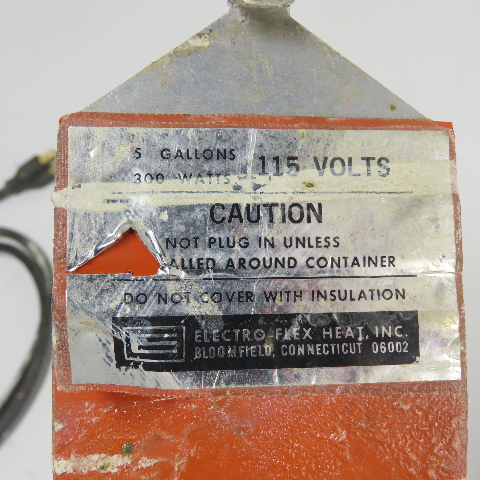 5 GALLONS
300 WATTS 115 VOLTS
CAUTION
NOT PLUG IN UNLESS
ALLED AROUND CONTAINER
DO NOT COVER WITH INSULATION
ELECTRO-FLEX HEAT, INC.
BLOOMFIELD, CONNECTICUT 06002